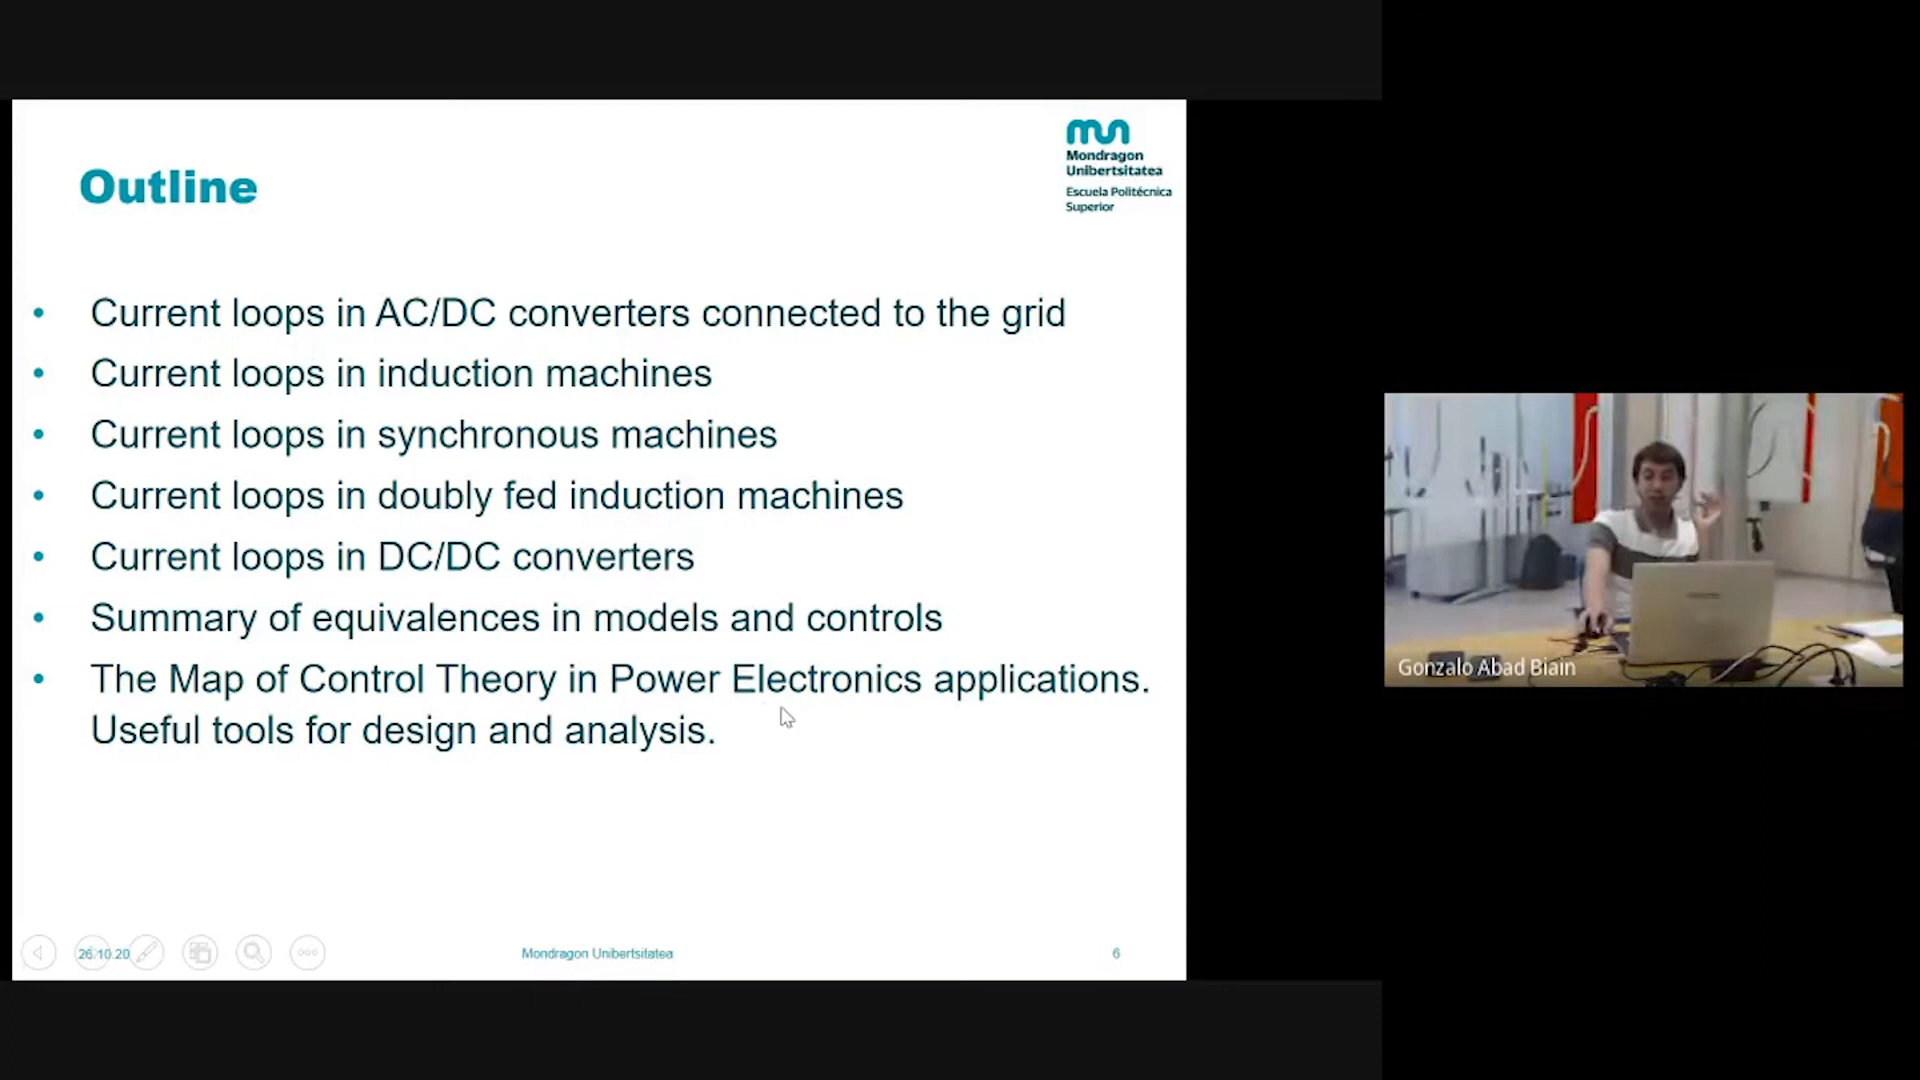 Outline
mun
Mondragon
Unibertsitatea
Escuela Politécnica
Superior
• Current loops in AC/DC converters connected to the grid
• Current loops in induction machines
• Current loops in synchronous machines
• Current loops in doubly fed induction machines
• Current loops in DC/DC converters
• Summary of equivalences in models and controls
• The Map of Control Theory in Power Electronics applications.
Useful tools for design and analysis.
Gonzalo Abad Biain
26.10.20
Mondragon Unibertsitatea
6